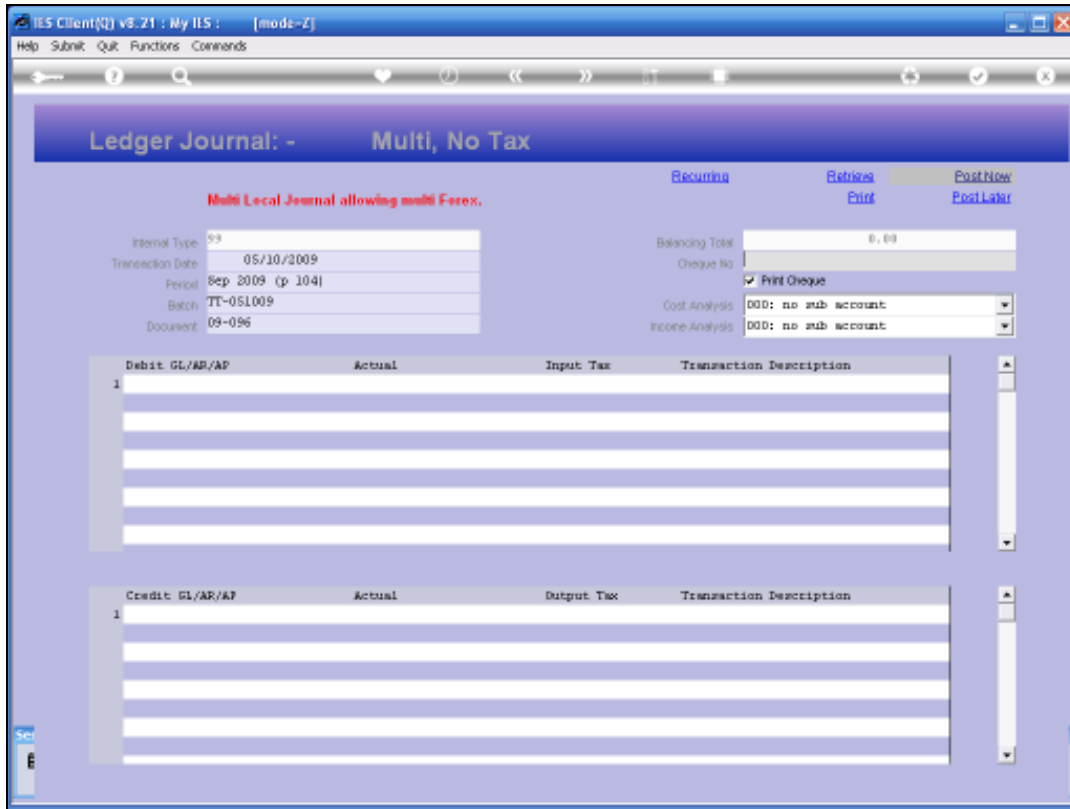 IES Client(Q) v8.21 : My IES : [mode-Z]
Help Submit Quit Functions Commands
Ledger Journal: - Multi, No Tax
Recurring Retrieve Post Now
Multi Local Journal allowing multi Forex. Print Post Later
Internal Type 99 Balancing Total 0.00
Transaction Date 05/10/2009 Cheque No
Period Sep 2009 (p 104) Print Cheque
Batch TT-051009 Cost Analysis 000: no sub account
Document 09-096 Income Analysis 000: no sub account
Debit GL/AR/AP Actual Input Tax Transaction Description
1
Credit GL/AR/AP Actual Output Tax Transaction Description
1